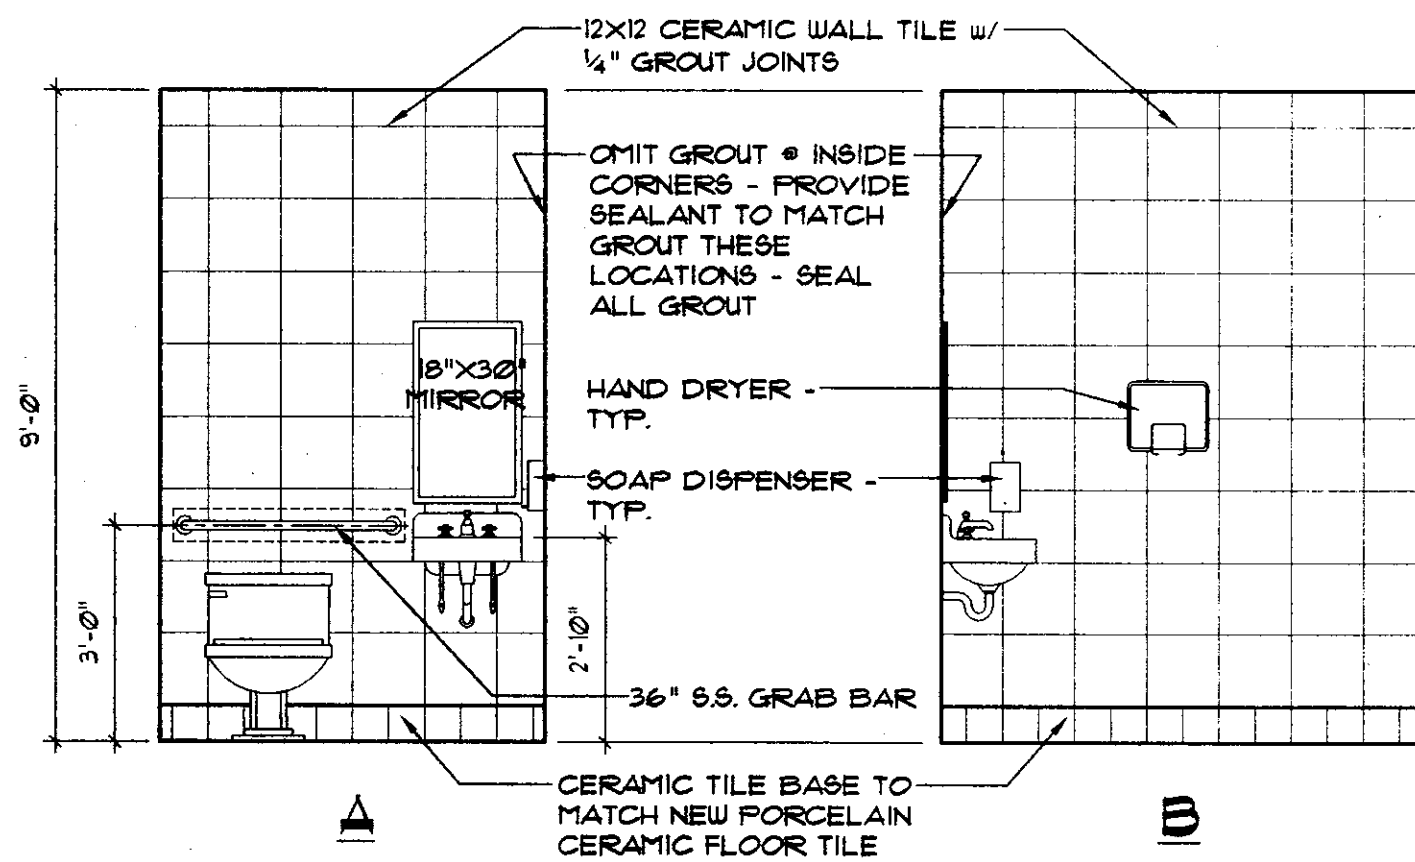 12X12 CERAMIC WALL TILE w/
¼" GROUT JOINTS
OMIT GROUT @ INSIDE
CORNERS - PROVIDE
SEALANT TO MATCH
GROUT THESE
LOCATIONS - SEAL
ALL GROUT
18"X30"
MIRROR
HAND DRYER -
TYP.
SOAP DISPENSER -
TYP.
9'-0"
3'-0"
2'-10"
36" S.S. GRAB BAR
CERAMIC TILE BASE TO
MATCH NEW PORCELAIN
CERAMIC FLOOR TILE
A
B